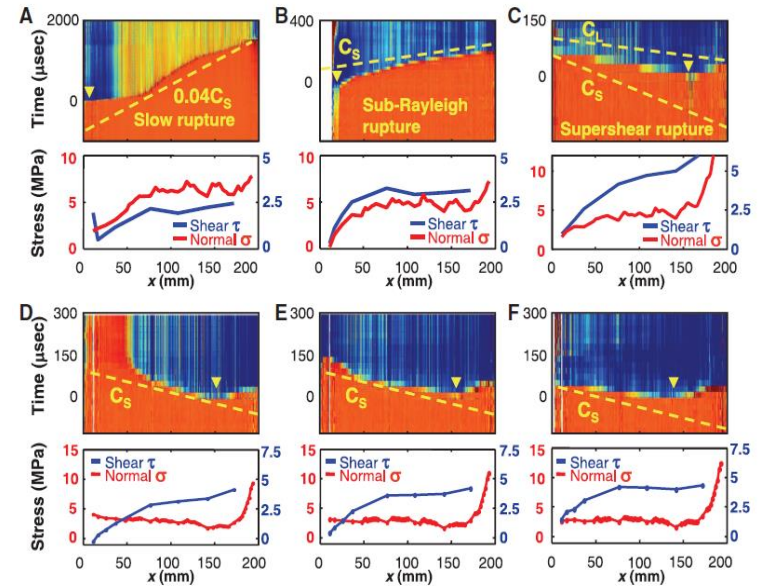 A
2000
0
Time (μsec)
0.04CS
Slow rupture
B
400
0
CS
Sub-Rayleigh
rupture
C
150
0
CL
CS
Supershear rupture
Stress (MPa)
10
5
0
5
2.5
0
Shear τ
Normal σ
0 50 100 150 200
x (mm)
10
5
0
5
2.5
0
Shear τ
Normal σ
0 50 100 150 200
x (mm)
10
5
0
5
2.5
0
Shear τ
Normal σ
0 50 100 150 200
x (mm)
D
300
150
0
Time (μsec)
CS
E
300
150
0
CS
F
300
150
0
CS
Stress (MPa)
15
10
5
0
7.5
5
2.5
0
Shear τ
Normal σ
0 50 100 150 200
x (mm)
15
10
5
0
7.5
5
2.5
0
Shear τ
Normal σ
0 50 100 150 200
x (mm)
15
10
5
0
7.5
5
2.5
0
Shear τ
Normal σ
0 50 100 150 200
x (mm)